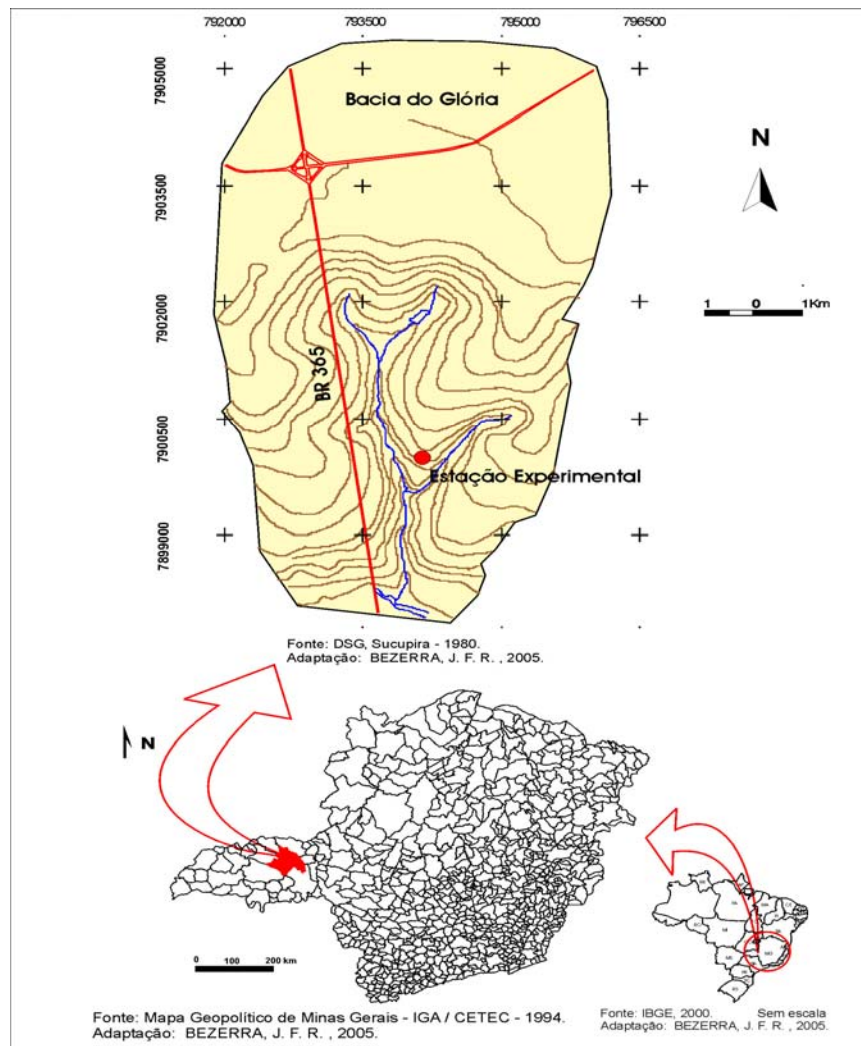 792000 793500 795000 796500
7905000
Bacia do Glória
N
7903500
7902000
1 0 1Km
BR 365
7900500
Estação Experimental
7899000
Fonte: DSG, Sucupira - 1980.
Adaptação: BEZERRA, J. F. R. , 2005.
N
0 100 200 km
Fonte: Mapa Geopolítico de Minas Gerais - IGA / CETEC - 1994.
Adaptação: BEZERRA, J. F. R. , 2005.
Fonte: IBGE, 2000. Sem escala
Adaptação: BEZERRA, J. F. R. , 2005.